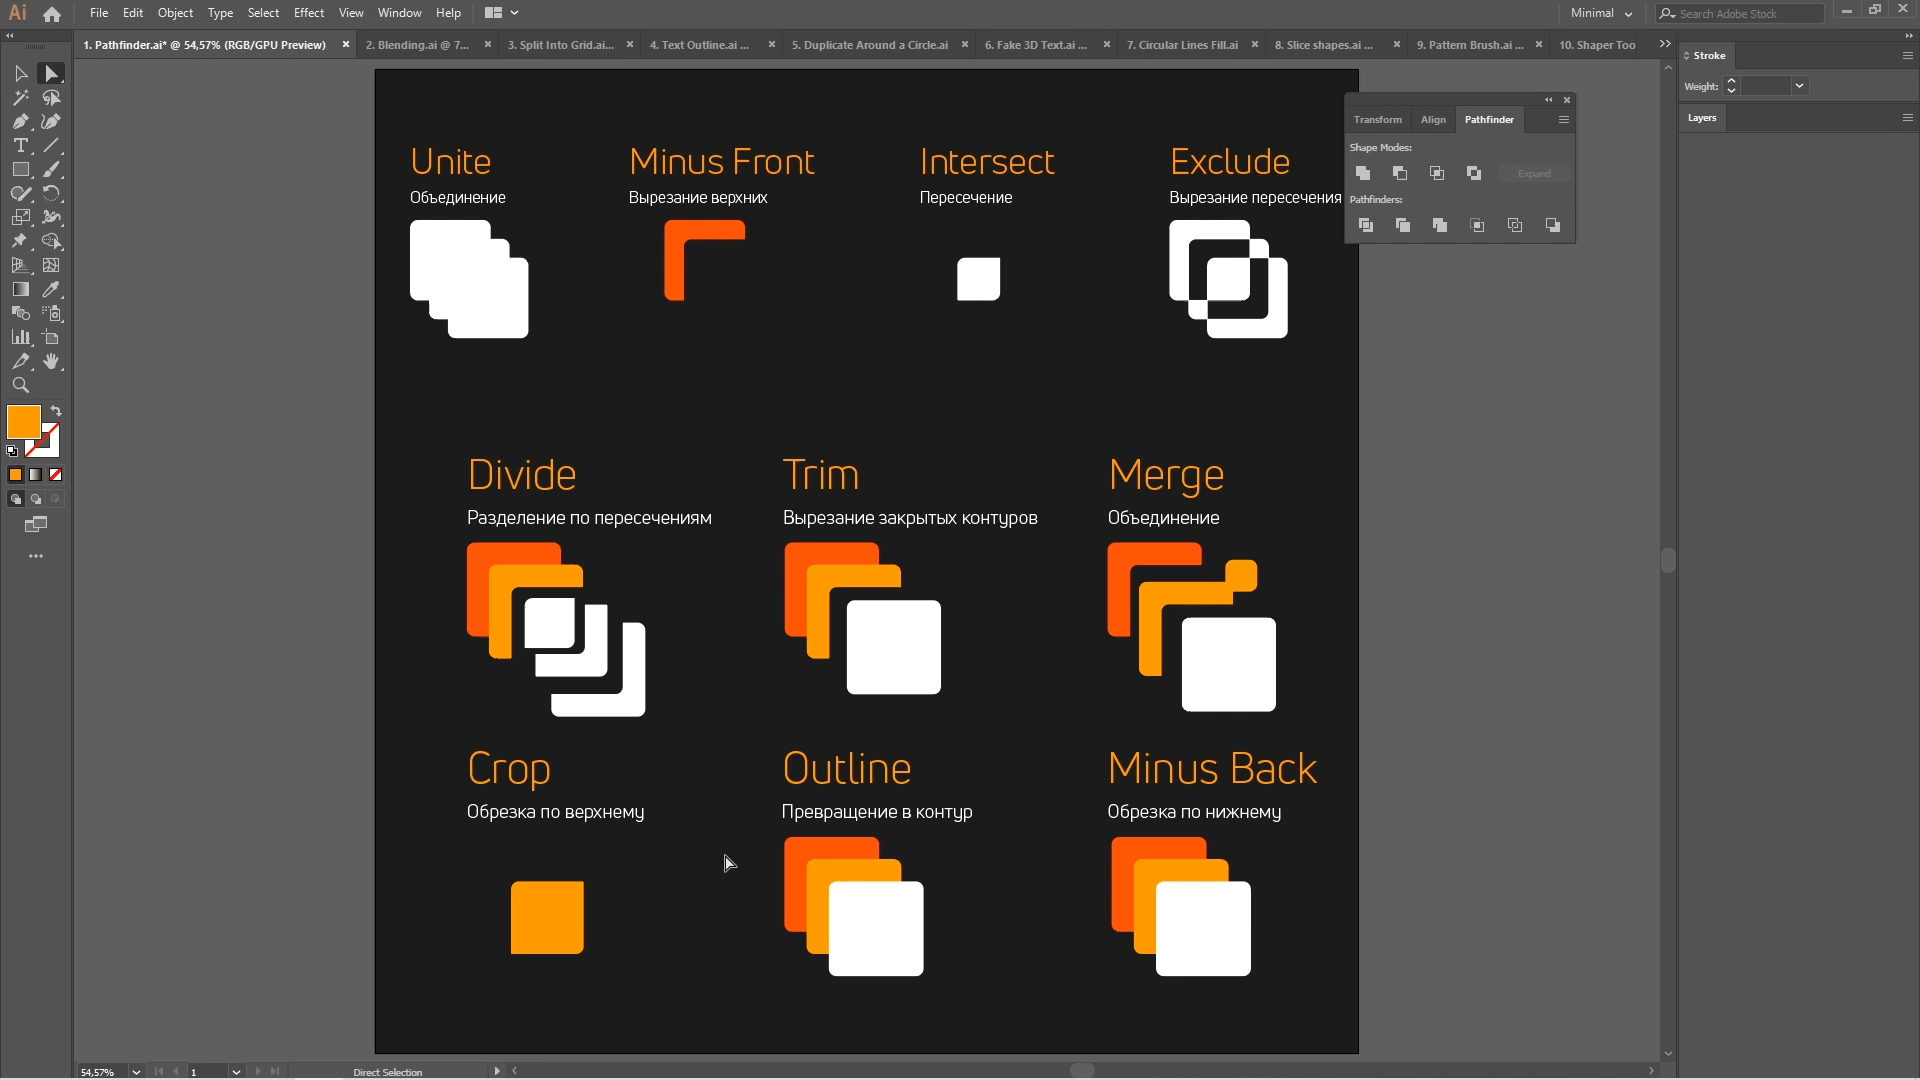 Ai
File Edit Object Type Select Effect View Window Help
Minimal
Search Adobe Stock
1. Pathfinder.ai* @ 54,57% (RGB/GPU Preview)
2. Blending.ai @ 7...
3. Split Into Grid.ai...
4. Text Outline.ai ...
5. Duplicate Around a Circle.ai
6. Fake 3D Text.ai ...
7. Circular Lines Fill.ai
8. Slice shapes.ai ...
9. Pattern Brush.ai ...
10. Shaper Too
Stroke
Weight:
Layers
Transform Align Pathfinder
Shape Modes:
Expand
Pathfinders:
Unite
Объединение
Minus Front
Вырезание верхних
Intersect
Пересечение
Exclude
Вырезание пересечения
Divide
Разделение по пересечениям
Trim
Вырезание закрытых контуров
Merge
Объединение
Crop
Обрезка по верхнему
Outline
Превращение в контур
Minus Back
Обрезка по нижнему
54,57%
1
Direct Selection